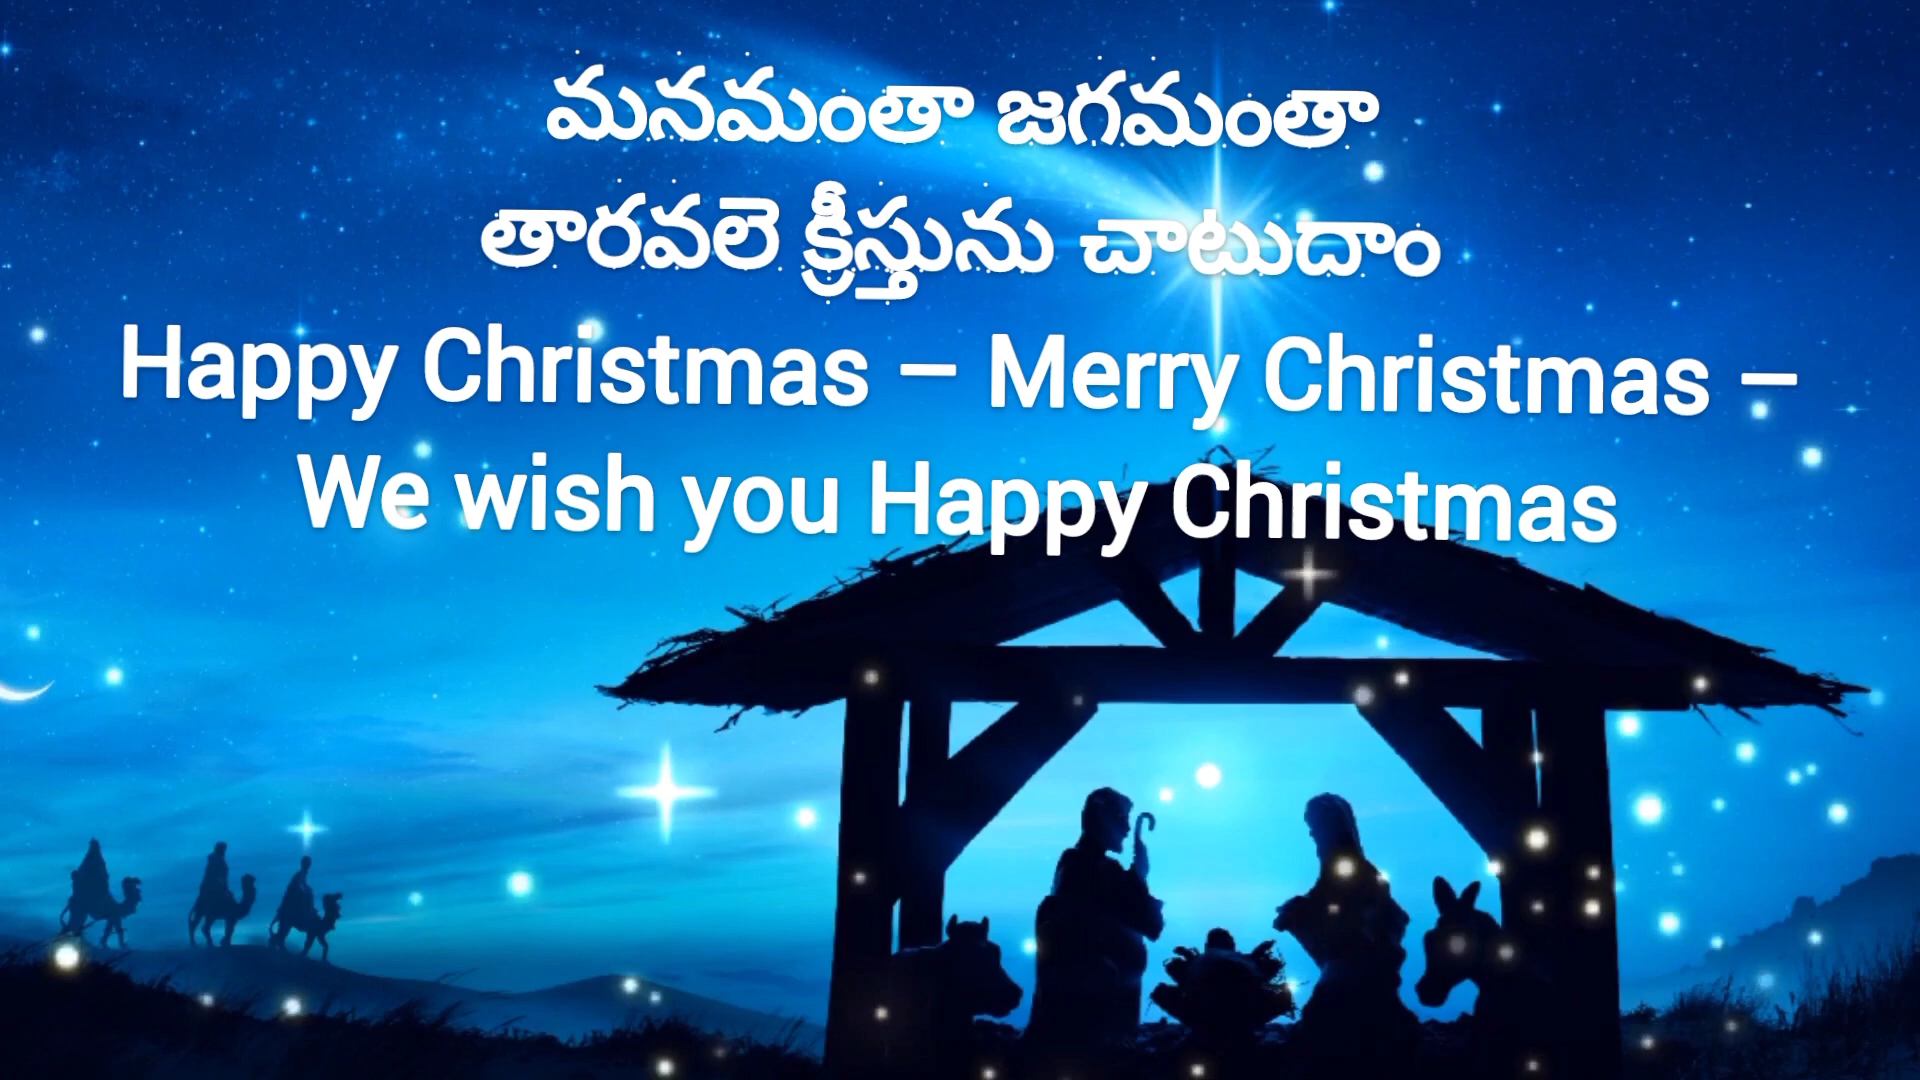 మనమంతా జగమంతా
తారవలె క్రీస్తును చాటుదాం
Happy Christmas – Merry Christmas –
We wish you Happy Christmas